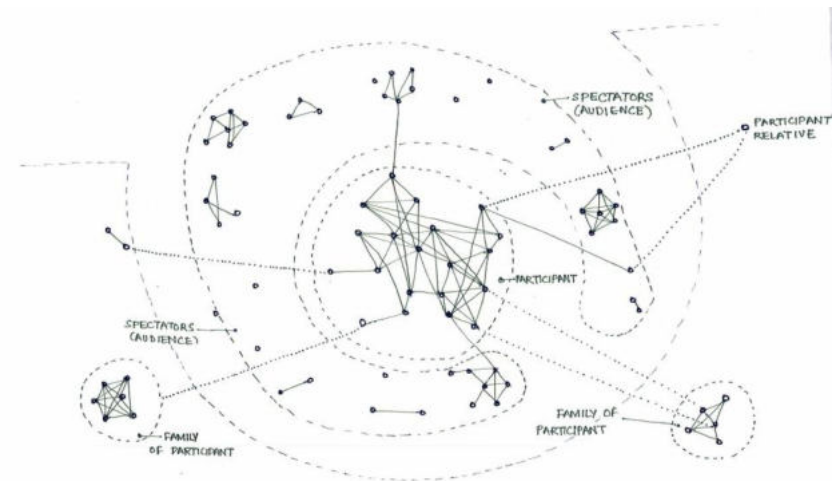 SPECTATORS
(AUDIENCE)
PARTICIPANT
RELATIVE
PARTICIPANT
SPECTATORS
(AUDIENCE)
FAMILY OF
PARTICIPANT
FAMILY
OF PARTICIPANT